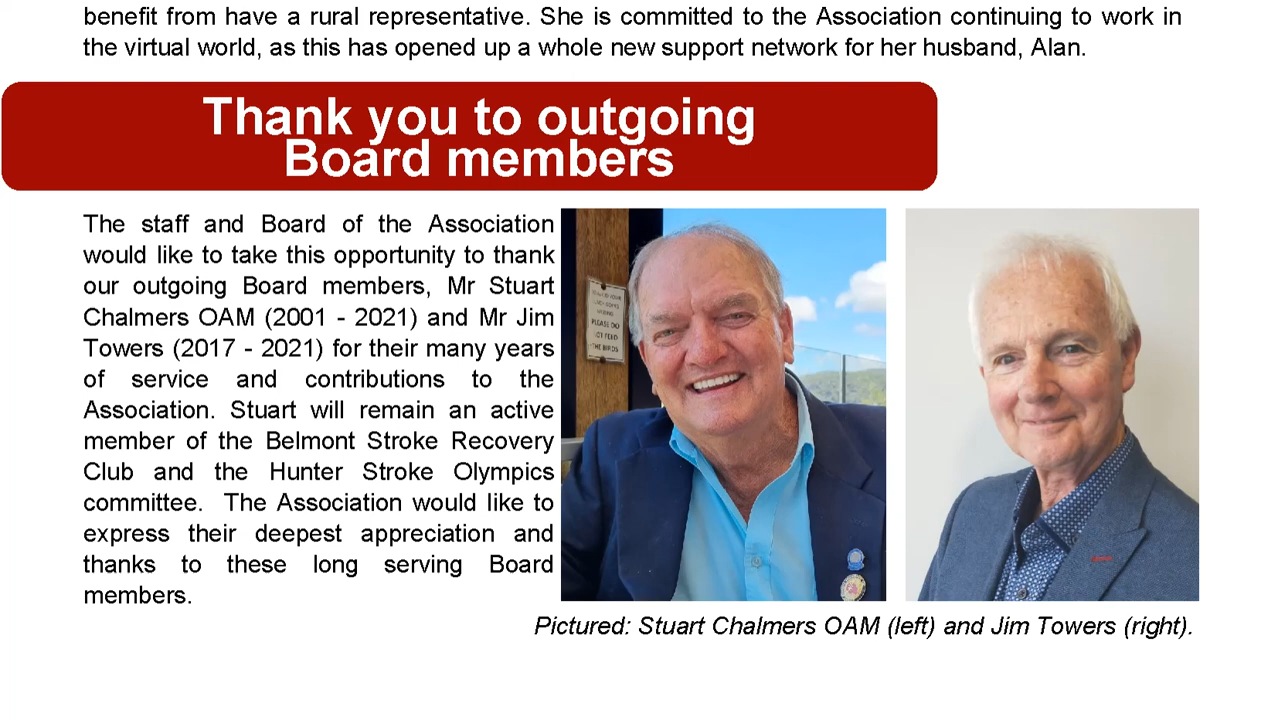 benefit from have a rural representative. She is committed to the Association continuing to work in
the virtual world, as this has opened up a whole new support network for her husband, Alan.
Thank you to outgoing
Board members
The staff and Board of the Association
would like to take this opportunity to thank
our outgoing Board members, Mr Stuart
Chalmers OAM (2001 - 2021) and Mr Jim
Towers (2017 - 2021) for their many years
of service and contributions to the
Association. Stuart will remain an active
member of the Belmont Stroke Recovery
Club and the Hunter Stroke Olympics
committee. The Association would like to
express their deepest appreciation and
thanks to these long serving Board
members.
PLEASE DO
NOT FEED
THE BIRDS
Pictured: Stuart Chalmers OAM (left) and Jim Towers (right).